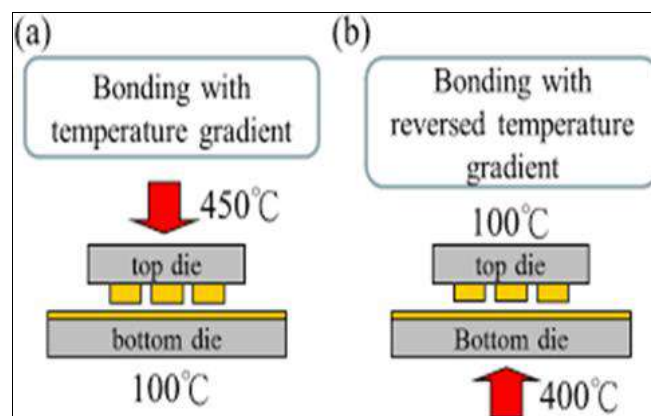 (a)
Bonding with
temperature gradient
450℃
top die
bottom die
100℃
(b)
Bonding with
reversed temperature
gradient
100℃
top die
Bottom die
400℃